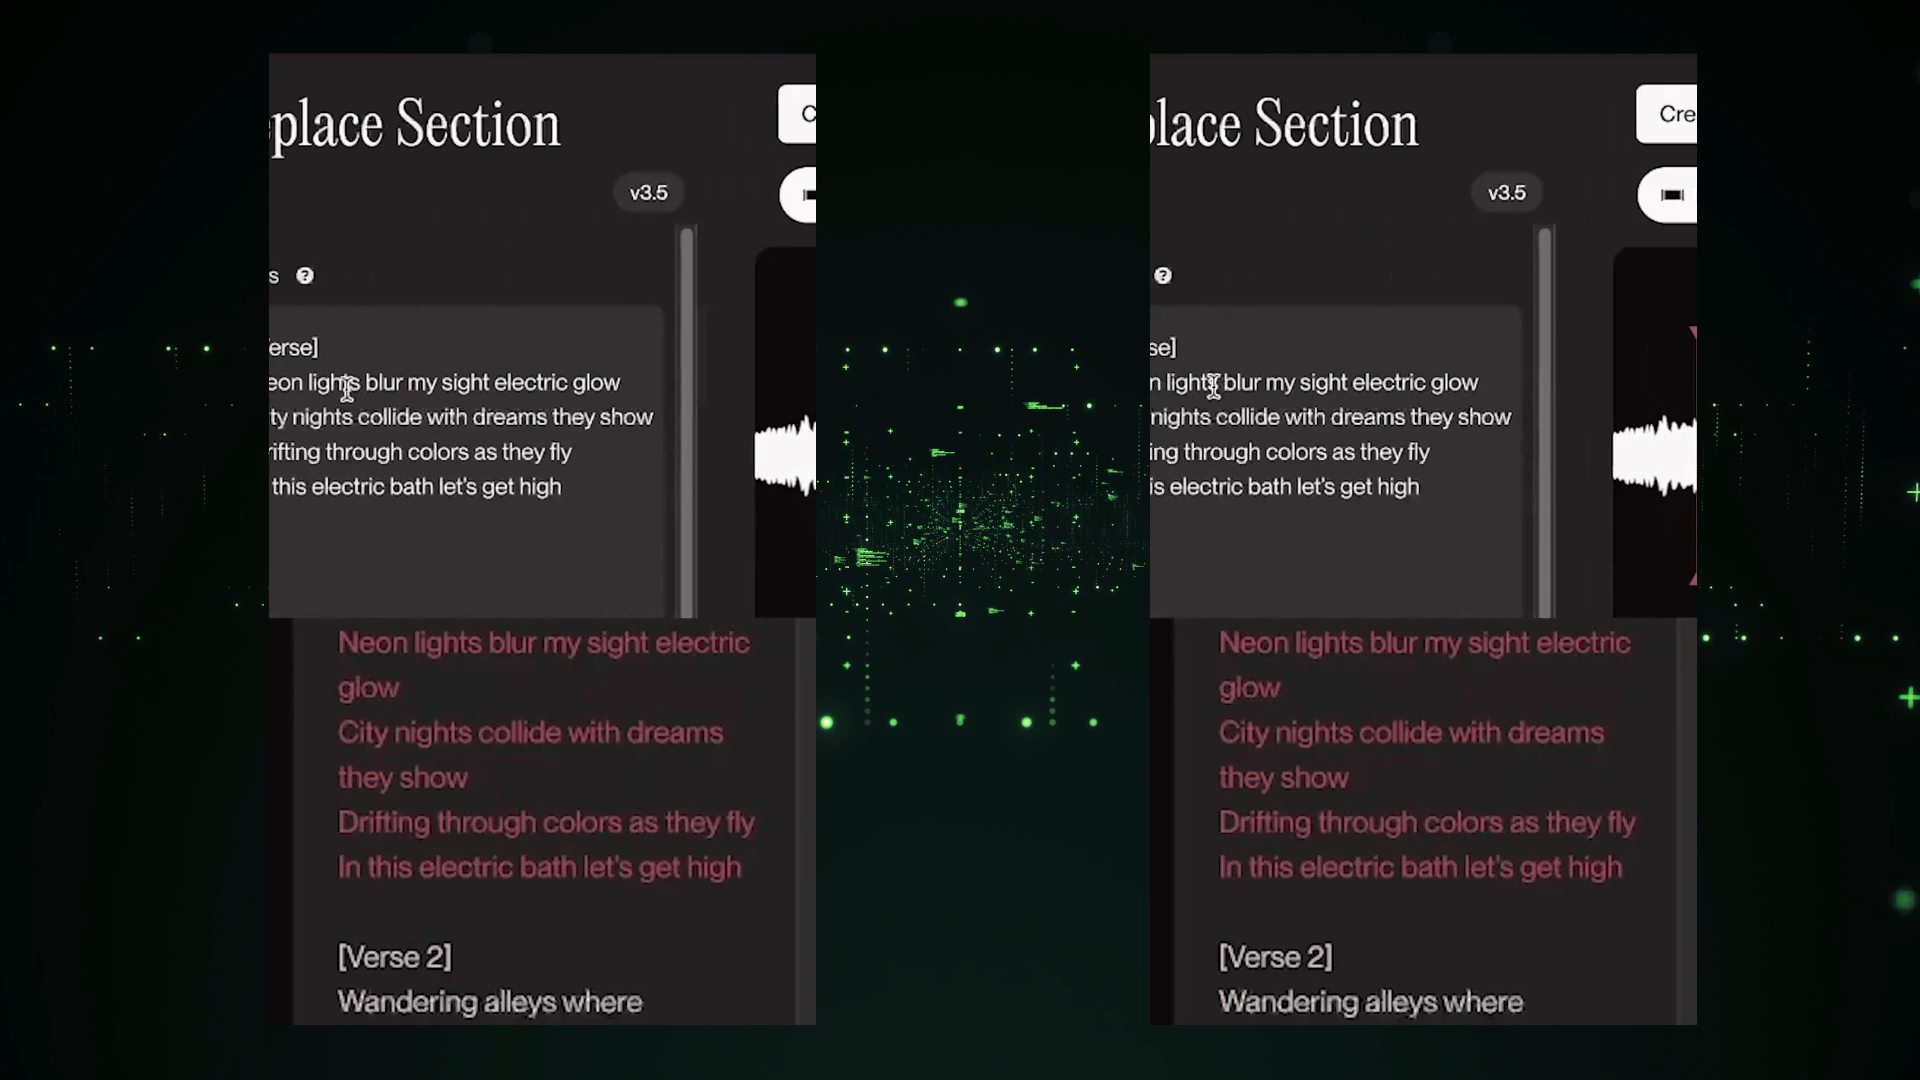 place Section
C
v3.5
s ?
erse]
eon lights blur my sight electric glow
ty nights collide with dreams they show
rifting through colors as they fly
this electric bath let's get high
Neon lights blur my sight electric
glow
City nights collide with dreams
they show
Drifting through colors as they fly
In this electric bath let's get high
[Verse 2]
Wandering alleys where
place Section
Cre
v3.5
?
se]
n lights blur my sight electric glow
nights collide with dreams they show
ing through colors as they fly
is electric bath let's get high
Neon lights blur my sight electric
glow
City nights collide with dreams
they show
Drifting through colors as they fly
In this electric bath let's get high
[Verse 2]
Wandering alleys where